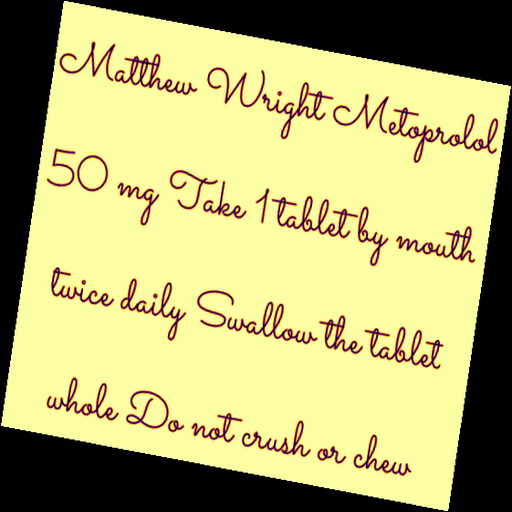 Matthew Wright Metoprolol
50 mg Take 1 tablet by mouth
twice daily Swallow the tablet
whole Do not crush or chew